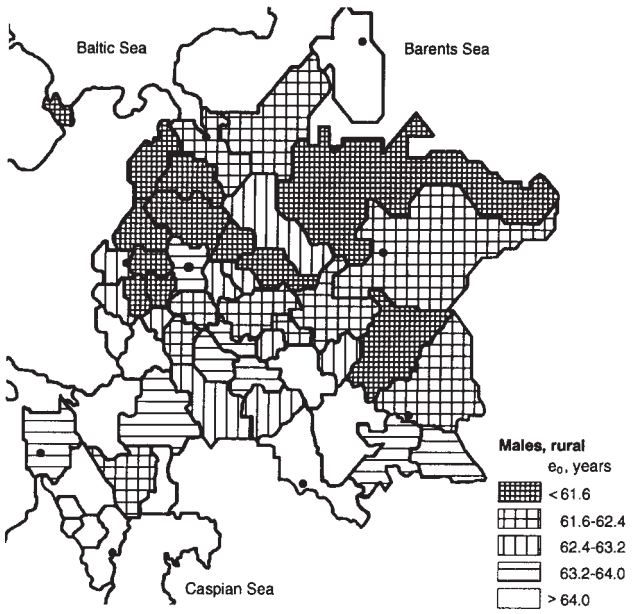 Baltic Sea
Barents Sea
Males, rural
e₀, years
<61.6
61.6-62.4
62.4-63.2
63.2-64.0
> 64.0
Caspian Sea